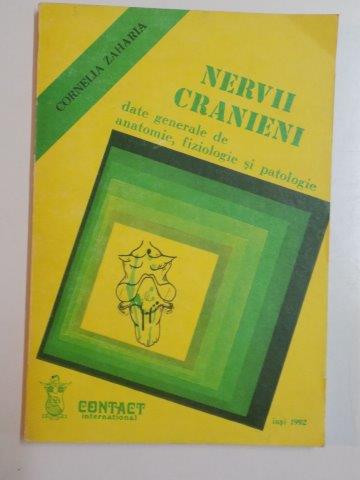 CORNELIA ZAHARIA
NERVII
CRANIENI
date generale de
anatomie, fiziologie și patologie
CONTACT
international
iași 1992